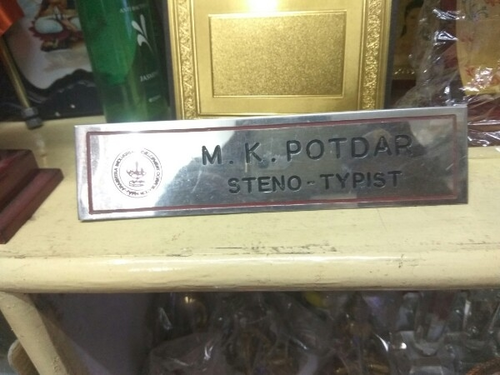 M. K. POTDAR
STENO-TYPIST